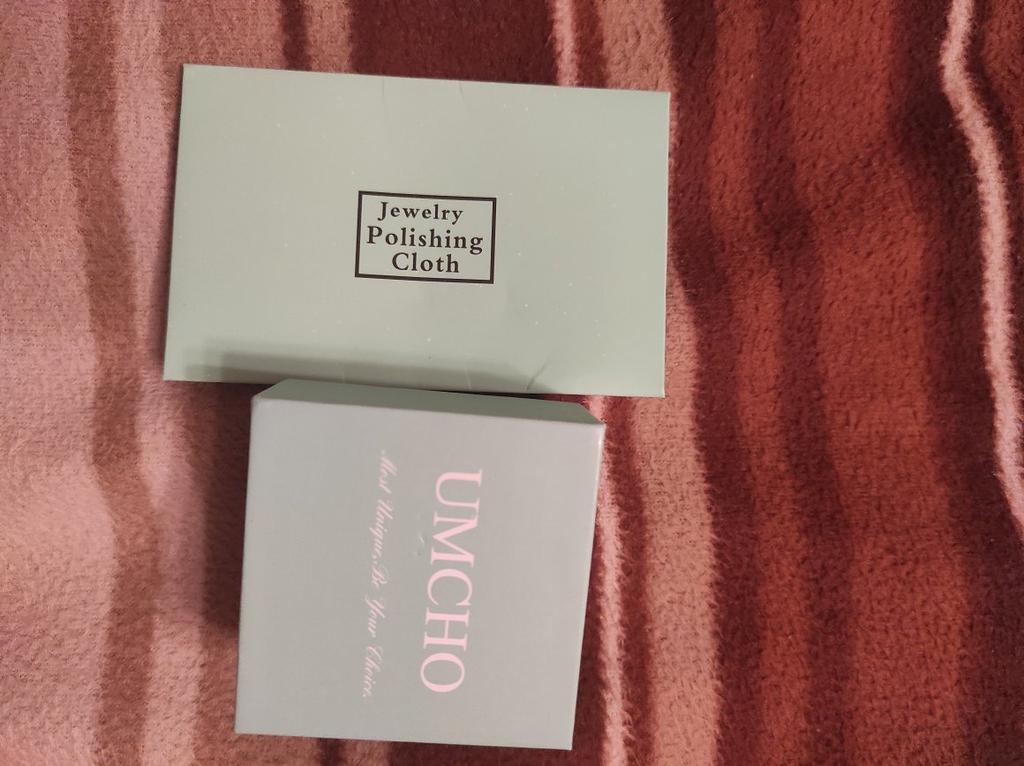 Jewelry
Polishing
Cloth
UMCHO
Most Unique, Be Your Choice.